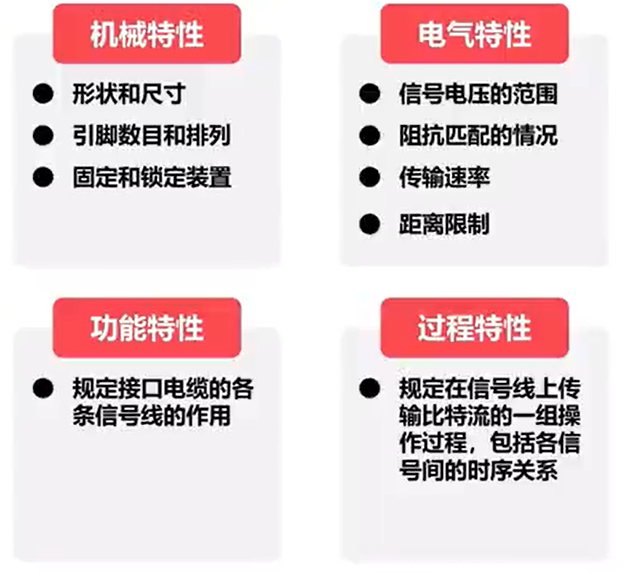 机械特性
形状和尺寸
引脚数目和排列
固定和锁定装置
电气特性
信号电压的范围
阻抗匹配的情况
传输速率
距离限制
功能特性
规定接口电缆的各
条信号线的作用
过程特性
规定在信号线上传
输比特流的一组操
作过程，包括各信
号间的时序关系